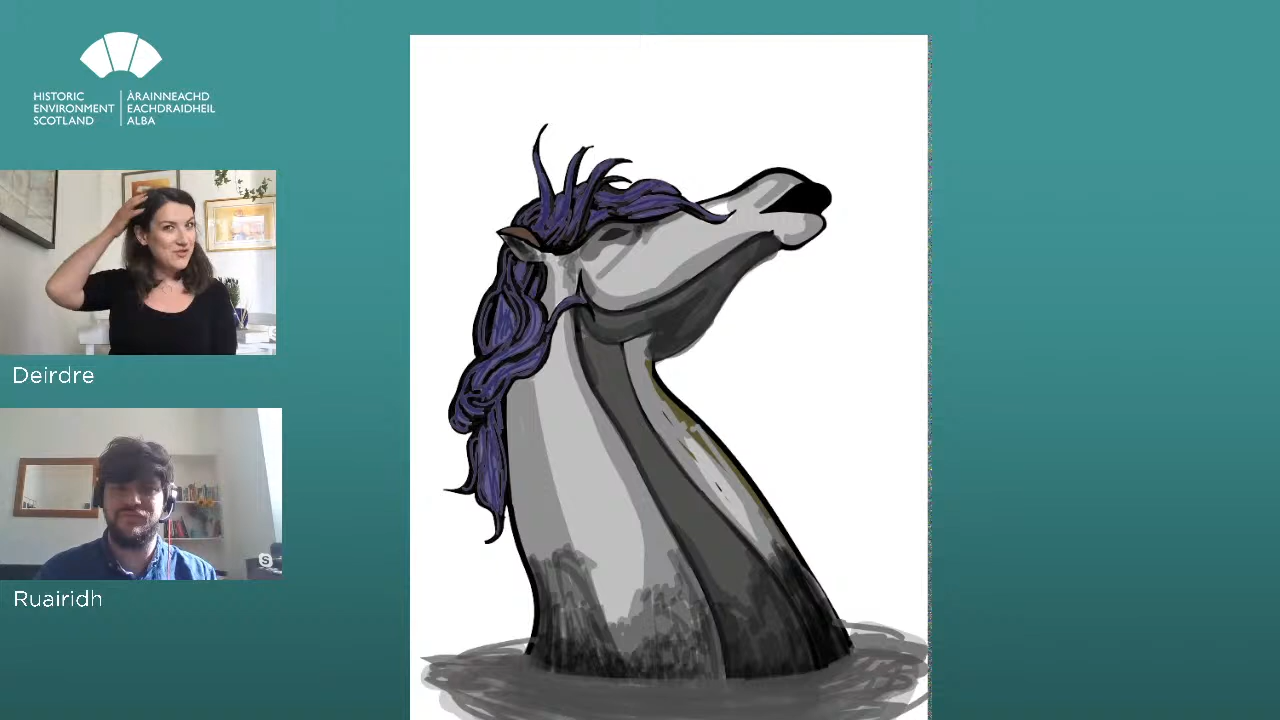 HISTORIC
ENVIRONMENT
SCOTLAND
ÀRAINNEACHD
EACHDRAIDHEIL
ALBA
Deirdre
Ruairidh